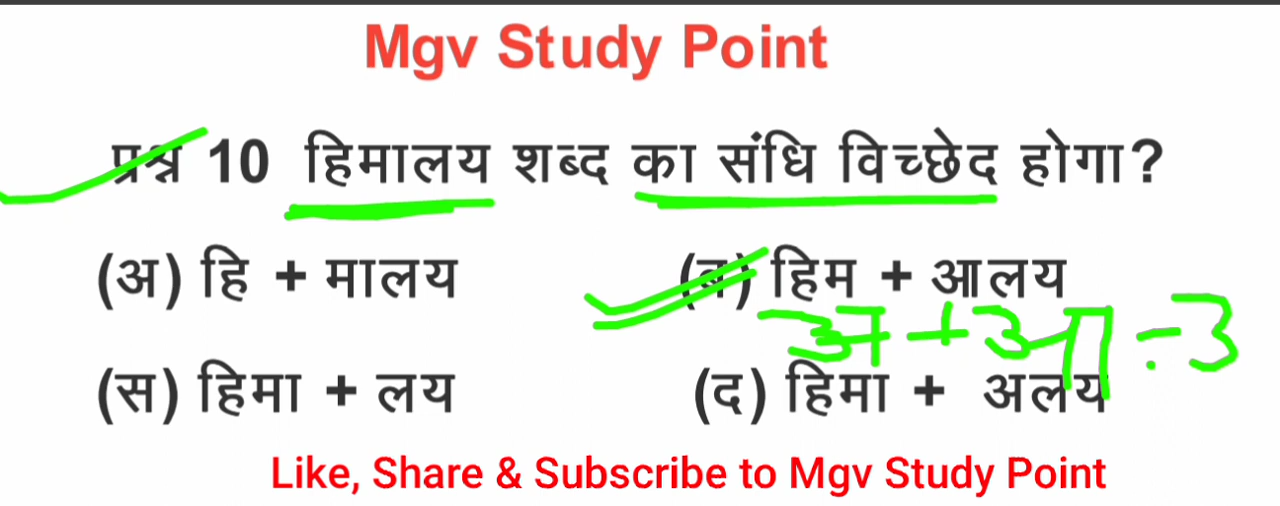 Mgv Study Point
प्रश्न 10 हिमालय शब्द का संधि विच्छेद होगा?
(अ) हि + मालय (ब) हिम + आलय
अ + आ
(स) हिमा + लय (द) हिमा + अलय
Like, Share & Subscribe to Mgv Study Point